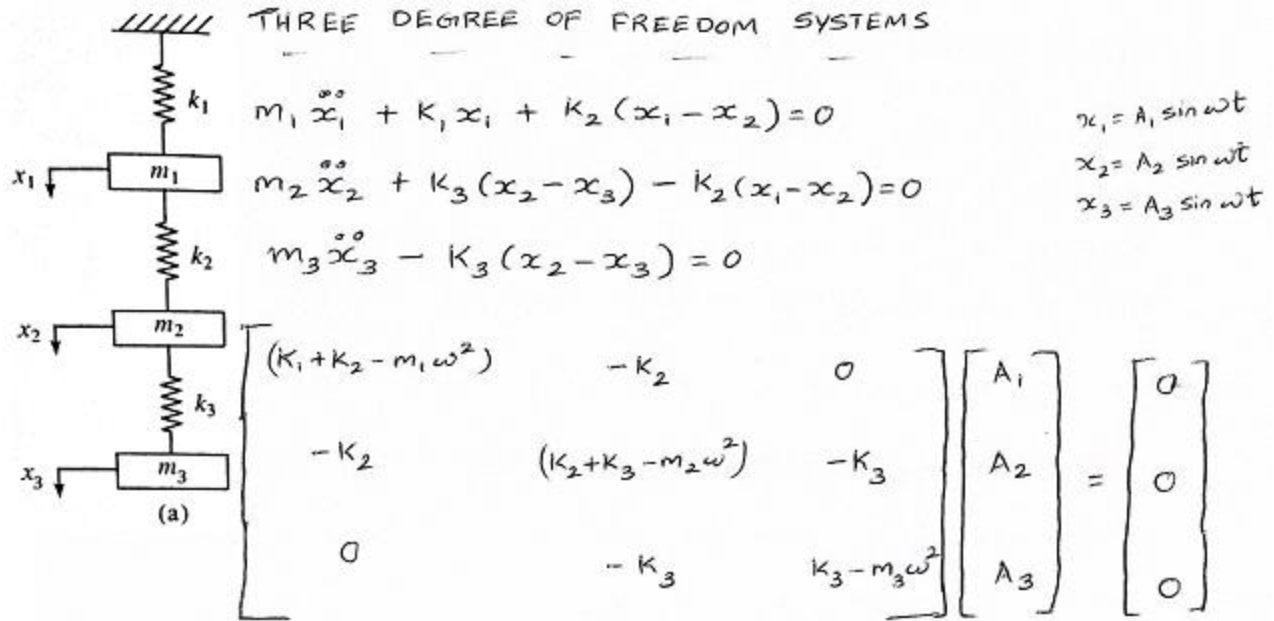 THREE DEGREE OF FREEDOM SYSTEMS
k₁
m₁ẍ₁ + K₁x₁ + K₂(x₁-x₂)=0
x₁ = A₁ sin ωt
x₁
m₁
m₂ẍ₂ + K₃(x₂-x₃) - K₂(x₁-x₂)=0
x₂ = A₂ sin ωt
x₃ = A₃ sin ωt
k₂
m₃ẍ₃ - K₃(x₂-x₃) = 0
x₂
m₂
k₃
x₃
m₃
(a)
(K₁+K₂-m₁ω²) -K₂ 0 A₁ 0
-K₂ (K₂+K₃-m₂ω²) -K₃ A₂ = 0
0 -K₃ K₃-m₃ω² A₃ 0